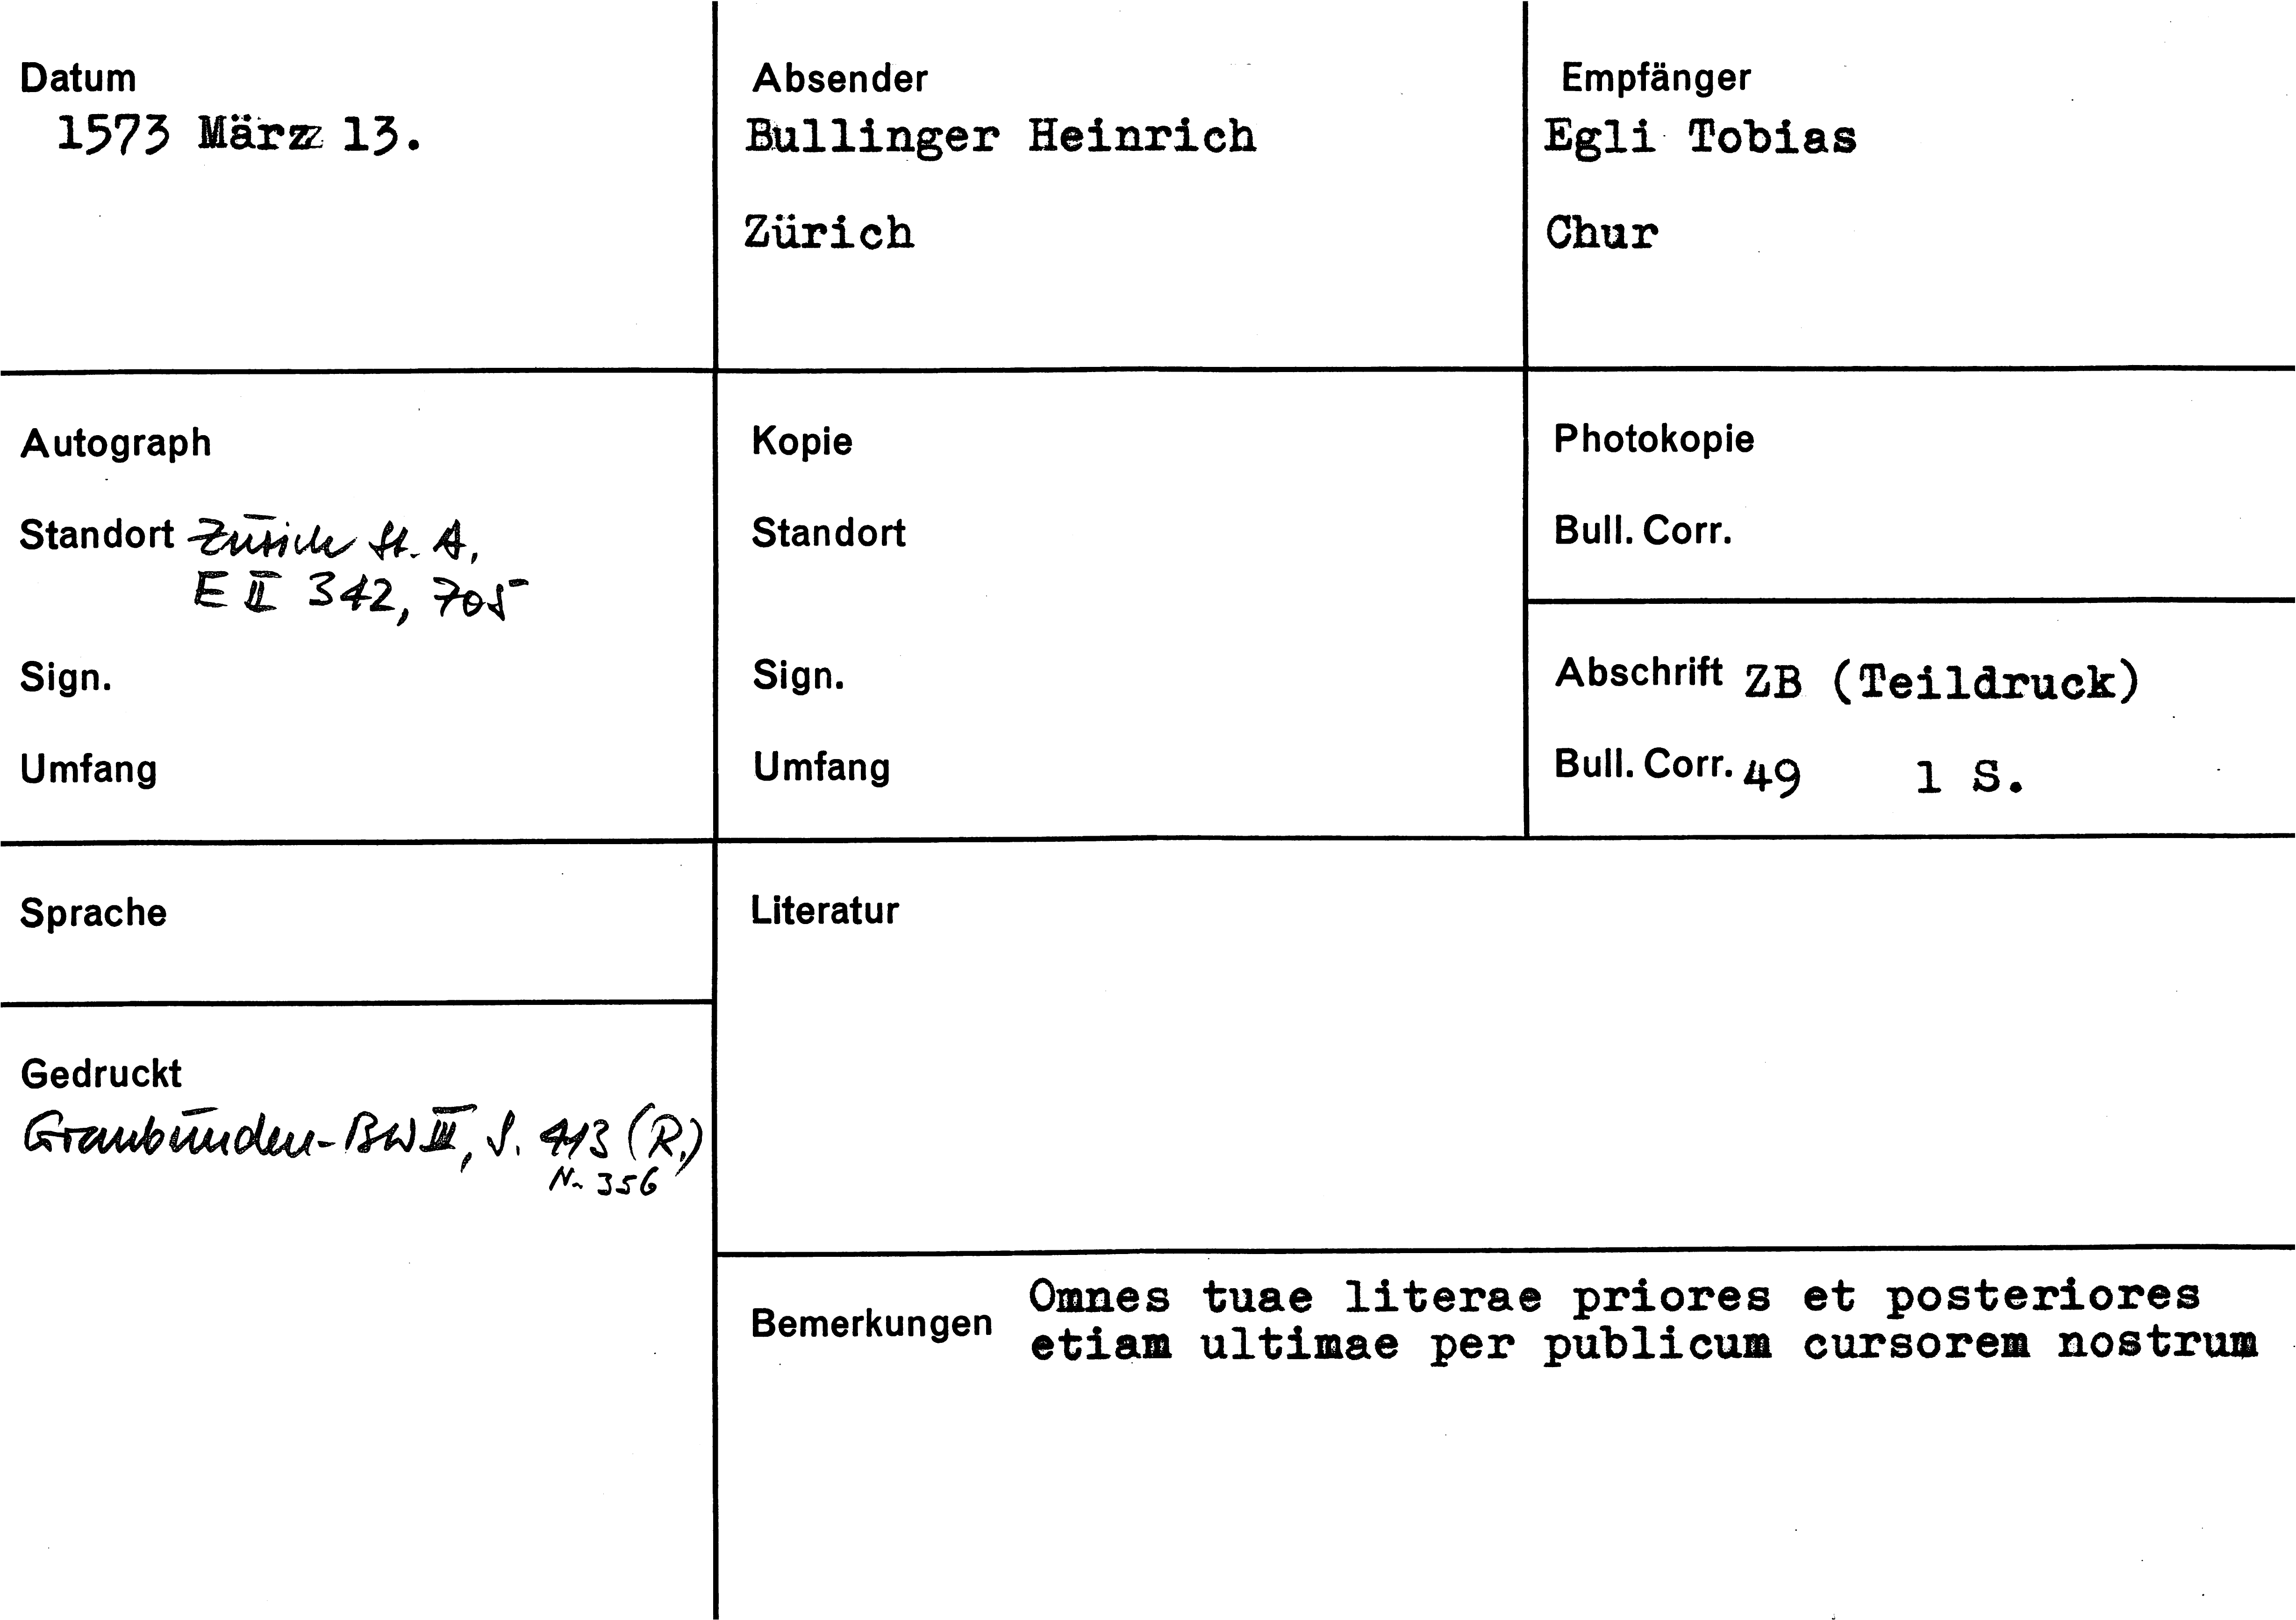 Datum
1573 März 13.
Absender
Bullinger Heinrich
Zürich
Empfänger
Egli Tobias
Chur
Autograph
Standort Zürich St. A,
E II 342, 705
Sign.
Umfang
Kopie
Standort
Sign.
Umfang
Photokopie
Bull. Corr.
Abschrift ZB (Teildruck)
Bull. Corr. 49 1 S.
Sprache
Gedruckt
Graubünden-BW III, S. 413 (R.)
Nr. 356
Literatur
Bemerkungen Omnes tuae literae priores et posteriores
etiam ultimae per publicum cursorem nostrum